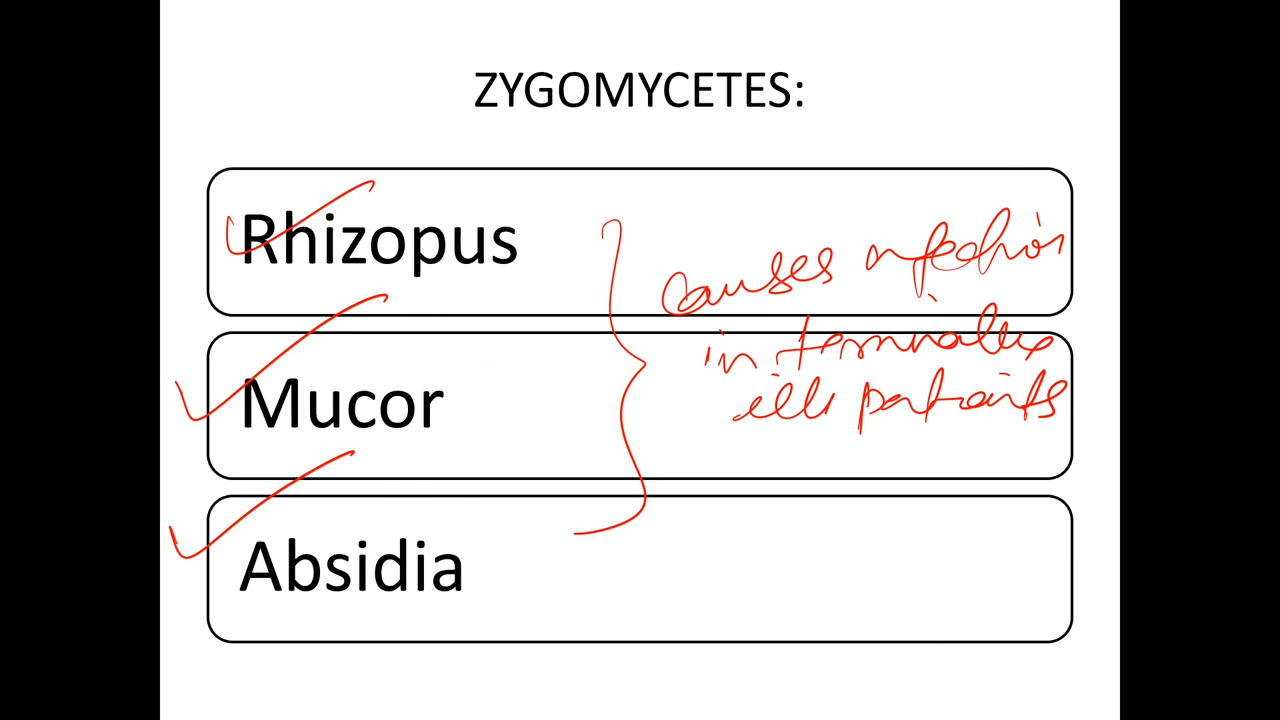 ZYGOMYCETES:
Rhizopus
causes infection
Mucor
in terminally
ill patients
Absidia